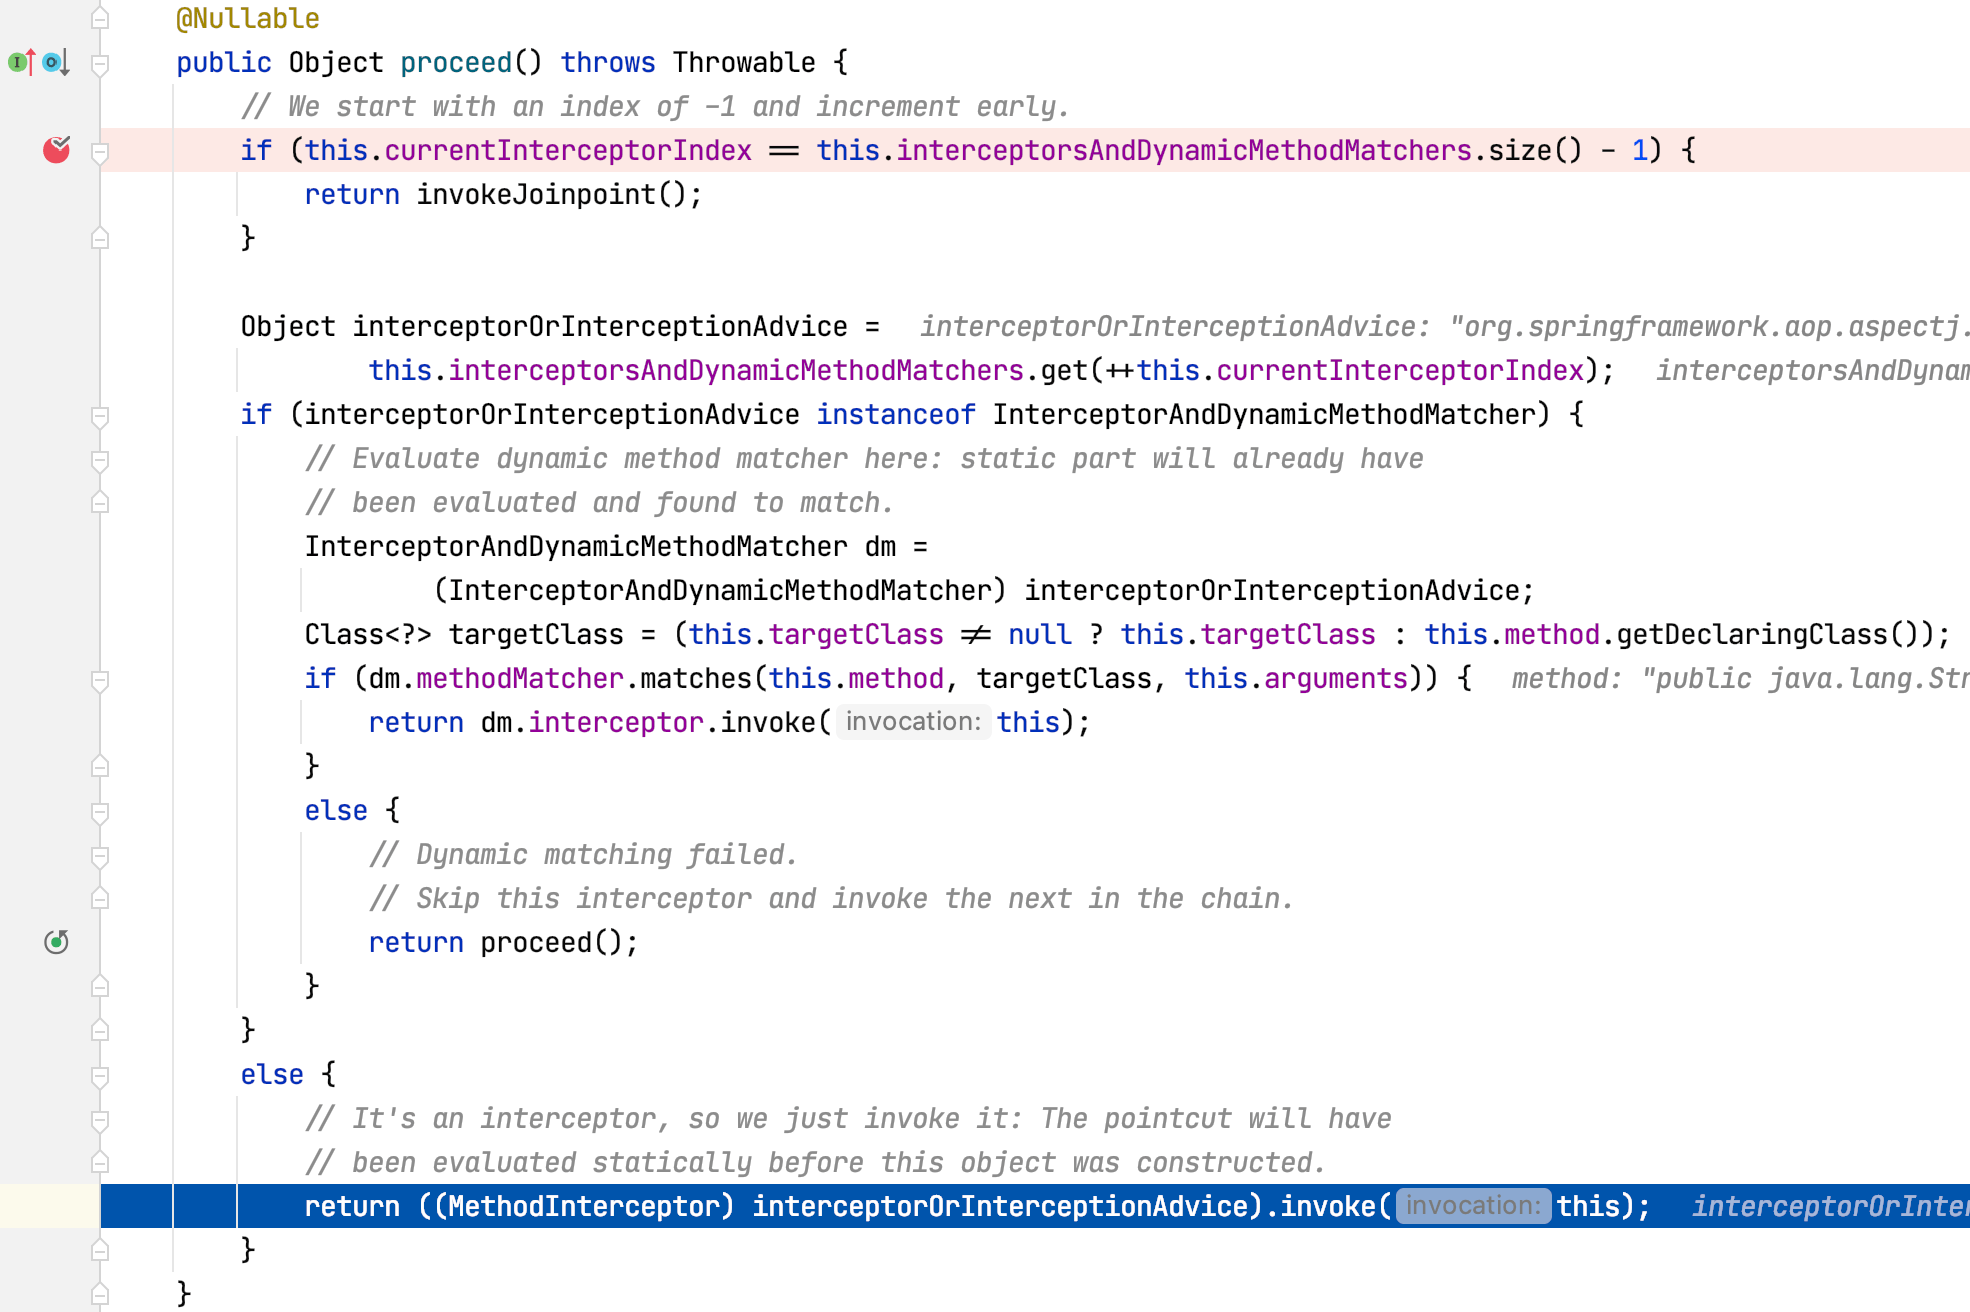 @Nullable
public Object proceed() throws Throwable {
// We start with an index of -1 and increment early.
if (this.currentInterceptorIndex == this.interceptorsAndDynamicMethodMatchers.size() - 1) {
return invokeJoinpoint();
}
Object interceptorOrInterceptionAdvice = interceptorOrInterceptionAdvice: "org.springframework.aop.aspectj.
this.interceptorsAndDynamicMethodMatchers.get(++this.currentInterceptorIndex); interceptorsAndDynam
if (interceptorOrInterceptionAdvice instanceof InterceptorAndDynamicMethodMatcher) {
// Evaluate dynamic method matcher here: static part will already have
// been evaluated and found to match.
InterceptorAndDynamicMethodMatcher dm =
(InterceptorAndDynamicMethodMatcher) interceptorOrInterceptionAdvice;
Class<?> targetClass = (this.targetClass != null ? this.targetClass : this.method.getDeclaringClass());
if (dm.methodMatcher.matches(this.method, targetClass, this.arguments)) { method: "public java.lang.Str
return dm.interceptor.invoke( invocation: this);
}
else {
// Dynamic matching failed.
// Skip this interceptor and invoke the next in the chain.
return proceed();
}
}
else {
// It's an interceptor, so we just invoke it: The pointcut will have
// been evaluated statically before this object was constructed.
return ((MethodInterceptor) interceptorOrInterceptionAdvice).invoke( invocation: this); interceptorOrInter
}
}